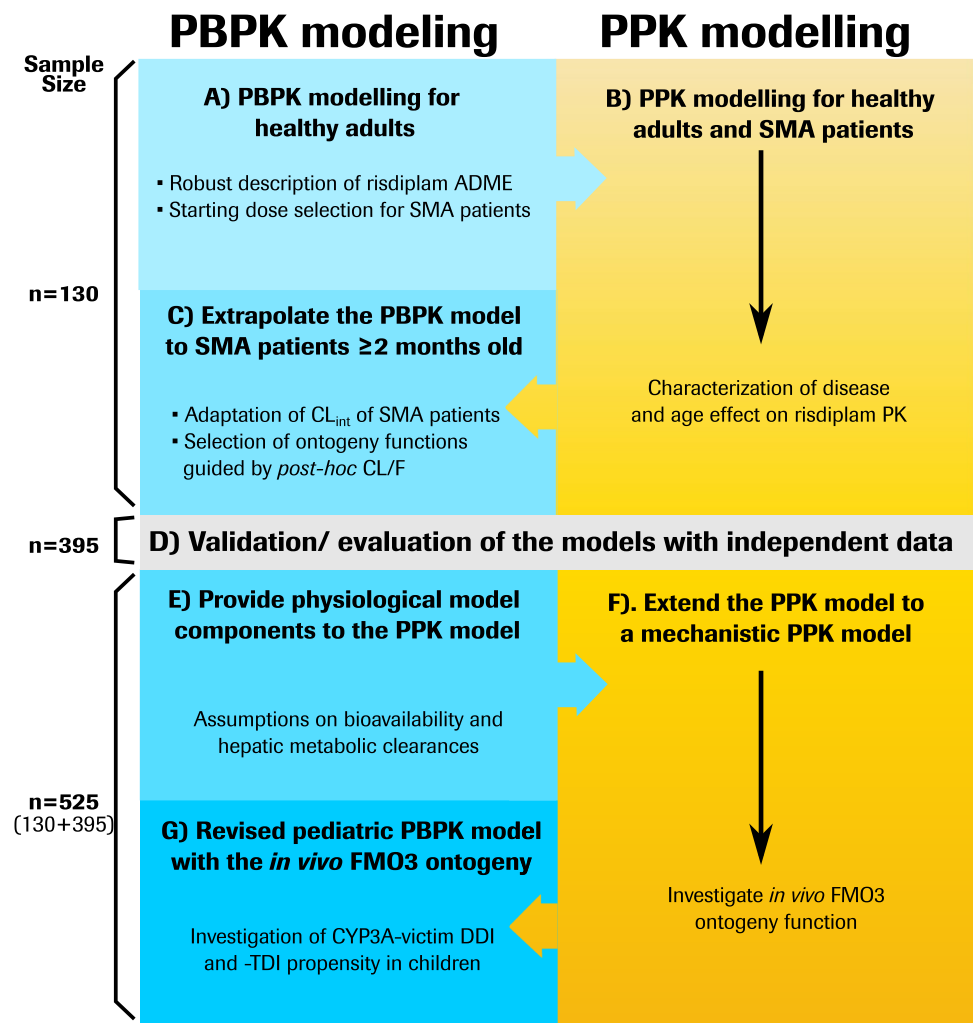 PBPK modeling
PPK modelling
Sample
Size
A) PBPK modelling for
healthy adults
▪ Robust description of risdiplam ADME
▪ Starting dose selection for SMA patients
B) PPK modelling for healthy
adults and SMA patients
n=130
C) Extrapolate the PBPK model
to SMA patients ≥2 months old
▪ Adaptation of CLint of SMA patients
▪ Selection of ontogeny functions
guided by post-hoc CL/F
Characterization of disease
and age effect on risdiplam PK
n=395
D) Validation/ evaluation of the models with independent data
E) Provide physiological model
components to the PPK model
Assumptions on bioavailability and
hepatic metabolic clearances
F). Extend the PPK model to
a mechanistic PPK model
n=525
(130+395)
G) Revised pediatric PBPK model
with the in vivo FMO3 ontogeny
Investigation of CYP3A-victim DDI
and -TDI propensity in children
Investigate in vivo FMO3
ontogeny function